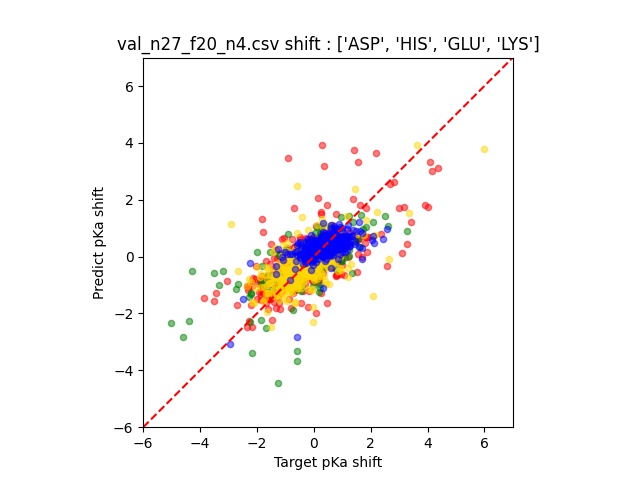 val_n27_f20_n4.csv shift : ['ASP', 'HIS', 'GLU', 'LYS']
6
4
2
0
−2
−4
−6
Predict pKa shift
−6 −4 −2 0 2 4 6
Target pKa shift